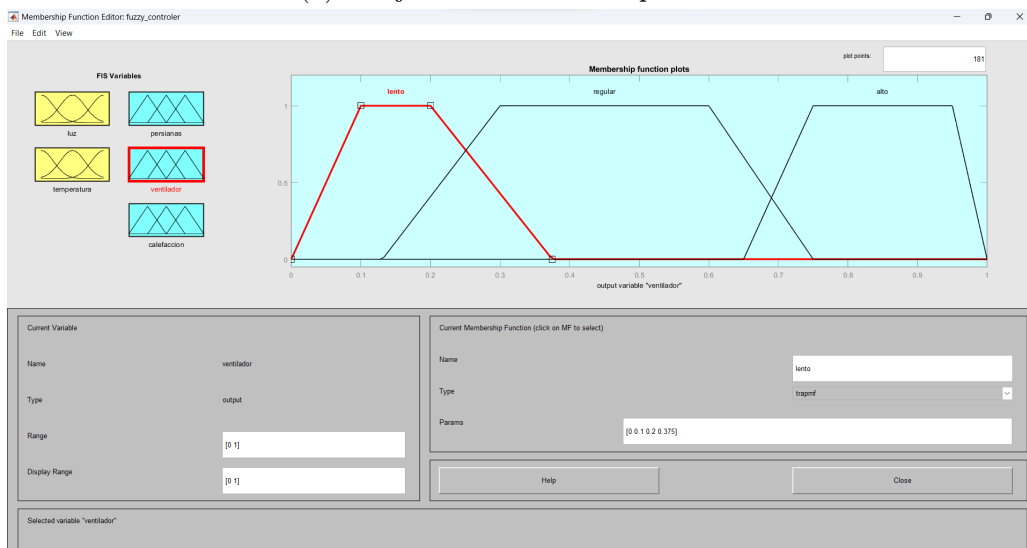 Membership Function Editor: fuzzy_controler
File Edit View
plot points: 181
FIS Variables
Membership function plots
luz persianas
temperatura ventilador
calefaccion
lento regular alto
1
0.5
0
0 0.1 0.2 0.3 0.4 0.5 0.6 0.7 0.8 0.9 1
output variable "ventilador"
Current Variable
Name ventilador
Type output
Range [0 1]
Display Range [0 1]
Current Membership Function (click on MF to select)
Name lento
Type trapmf
Params [0 0.1 0.2 0.375]
Help Close
Selected variable "ventilador"